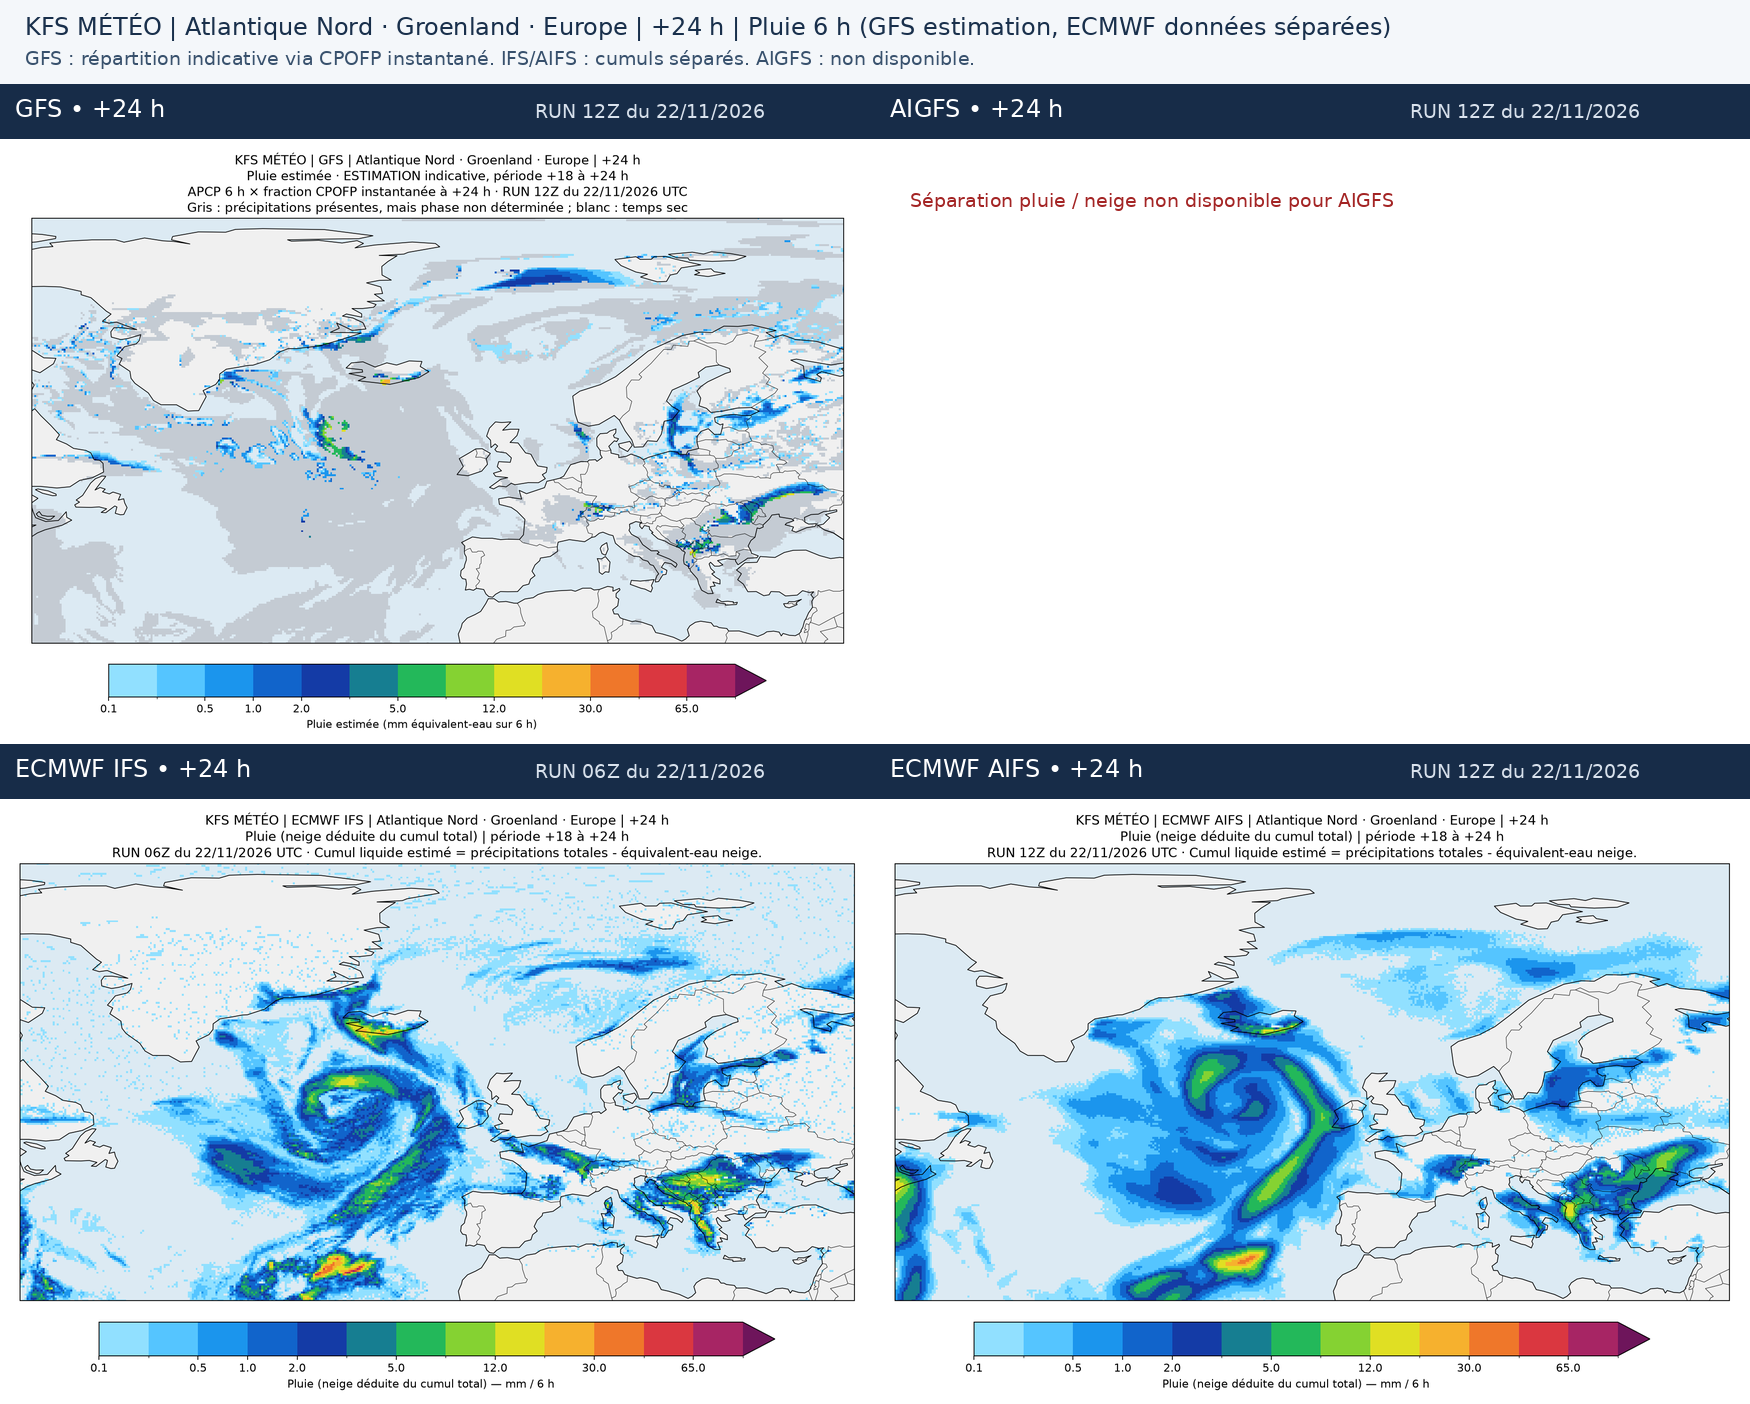 KFS MÉTÉO | Atlantique Nord · Groenland · Europe | +24 h | Pluie 6 h (GFS estimation, ECMWF données séparées)
GFS : répartition indicative via CPOFP instantané. IFS/AIFS : cumuls séparés. AIGFS : non disponible.
GFS • +24 h
RUN 12Z du 22/11/2026
AIGFS • +24 h
RUN 12Z du 22/11/2026
KFS MÉTÉO | GFS | Atlantique Nord · Groenland · Europe | +24 h
Pluie estimée · ESTIMATION indicative, période +18 à +24 h
APCP 6 h × fraction CPOFP instantanée à +24 h · RUN 12Z du 22/11/2026 UTC
Gris : précipitations présentes, mais phase non déterminée ; blanc : temps sec
Séparation pluie / neige non disponible pour AIGFS
0.1 0.5 1.0 2.0 5.0 12.0 30.0 65.0
Pluie estimée (mm équivalent-eau sur 6 h)
ECMWF IFS • +24 h
RUN 06Z du 22/11/2026
ECMWF AIFS • +24 h
RUN 12Z du 22/11/2026
KFS MÉTÉO | ECMWF IFS | Atlantique Nord · Groenland · Europe | +24 h
Pluie (neige déduite du cumul total) | période +18 à +24 h
RUN 06Z du 22/11/2026 UTC · Cumul liquide estimé = précipitations totales - équivalent-eau neige.
0.1 0.5 1.0 2.0 5.0 12.0 30.0 65.0
Pluie (neige déduite du cumul total) — mm / 6 h
KFS MÉTÉO | ECMWF AIFS | Atlantique Nord · Groenland · Europe | +24 h
Pluie (neige déduite du cumul total) | période +18 à +24 h
RUN 12Z du 22/11/2026 UTC · Cumul liquide estimé = précipitations totales - équivalent-eau neige.
0.1 0.5 1.0 2.0 5.0 12.0 30.0 65.0
Pluie (neige déduite du cumul total) — mm / 6 h